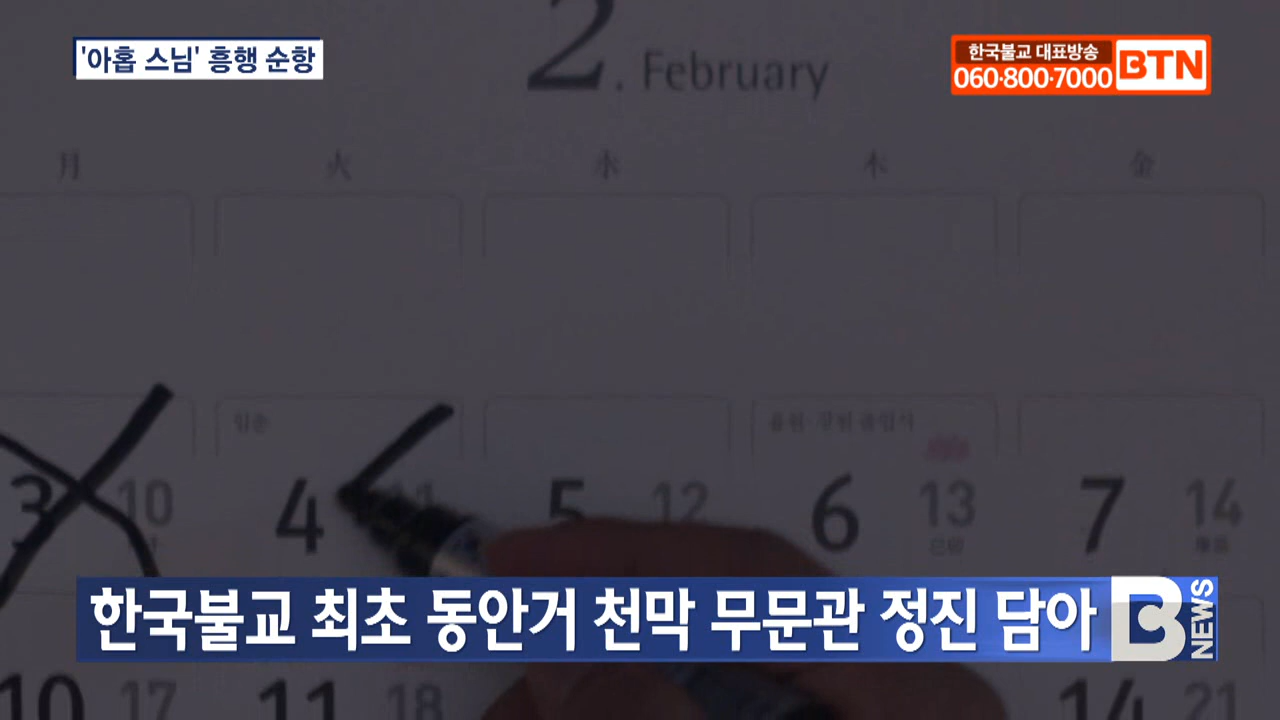 '아홉 스님' 흥행 순항
한국불교 대표방송
060·800·7000
BTN
2. February
月 火 水 木 金
입춘
3 10 4 11 5 12 6 13 7 14
한국불교 최초 동안거 천막 무문관 정진 담아
B NEWS
10 17 11 18 14 21